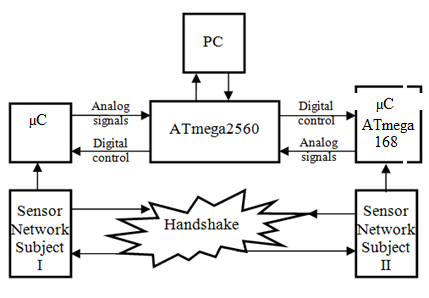 PC
Analog
signals
Digital
control
µC
ATmega2560
Digital
control
Analog
signals
µC
ATmega
168
Sensor
Network
Subject
I
Handshake
Sensor
Network
Subject
II